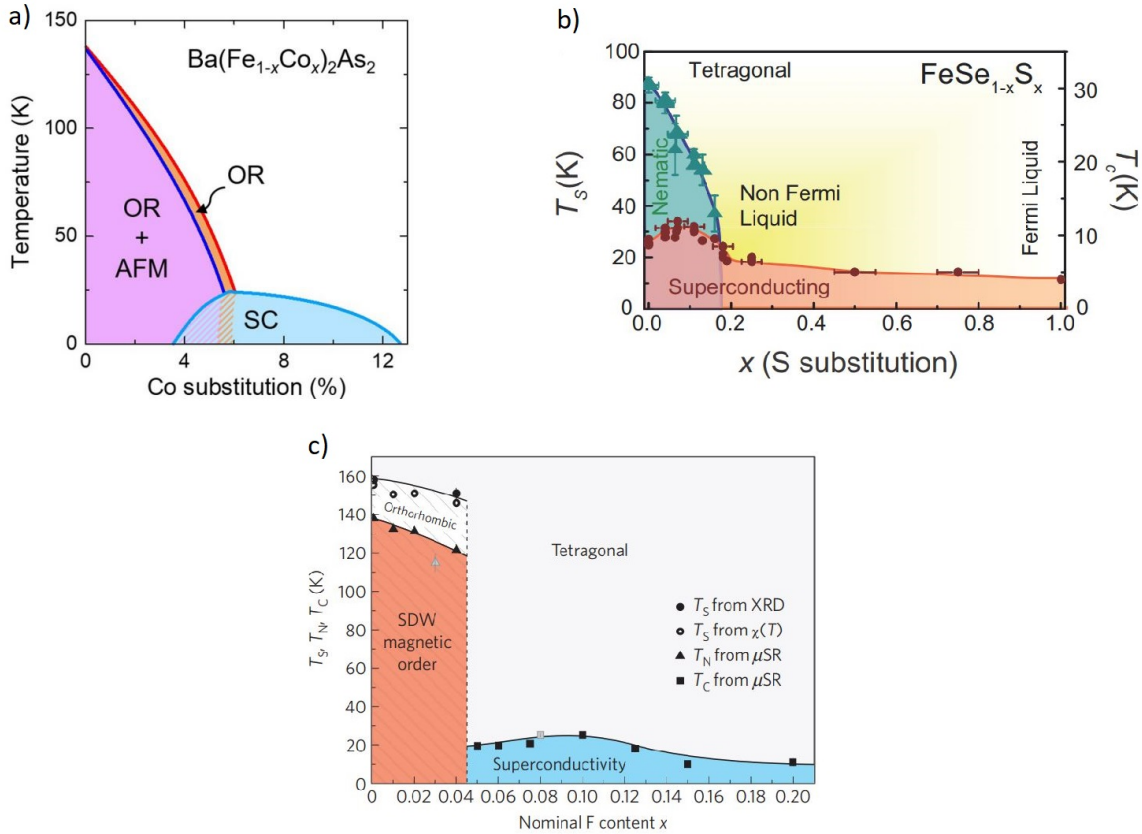 a)
150
100
50
0
Temperature (K)
Ba(Fe1-xCox)2As2
OR
OR
+
AFM
SC
0 4 8 12
Co substitution (%)
b)
100
80
60
40
20
0
TS(K)
Tetragonal
FeSe1-xSx
Nematic
Non Fermi
Liquid
Fermi Liquid
Superconducting
30
20
10
0
Tc(K)
0.0 0.2 0.4 0.6 0.8 1.0
x (S substitution)
c)
160
140
120
100
80
60
40
20
0
TS, TN, TC (K)
Orthorhombic
Tetragonal
SDW
magnetic
order
TS from XRD
TS from χ(T)
TN from μSR
TC from μSR
Superconductivity
0 0.02 0.04 0.06 0.08 0.10 0.12 0.14 0.16 0.18 0.20
Nominal F content x